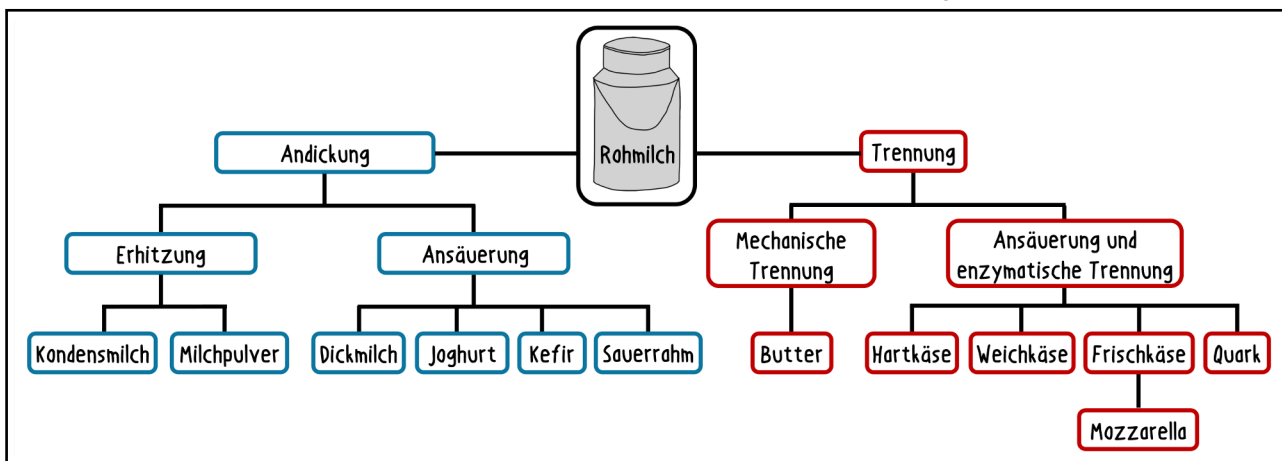 Rohmilch
Andickung
Trennung
Erhitzung
Ansäuerung
Mechanische
Trennung
Ansäuerung und
enzymatische Trennung
Kondensmilch
Milchpulver
Dickmilch
Joghurt
Kefir
Sauerrahm
Butter
Hartkäse
Weichkäse
Frischkäse
Quark
Mozzarella